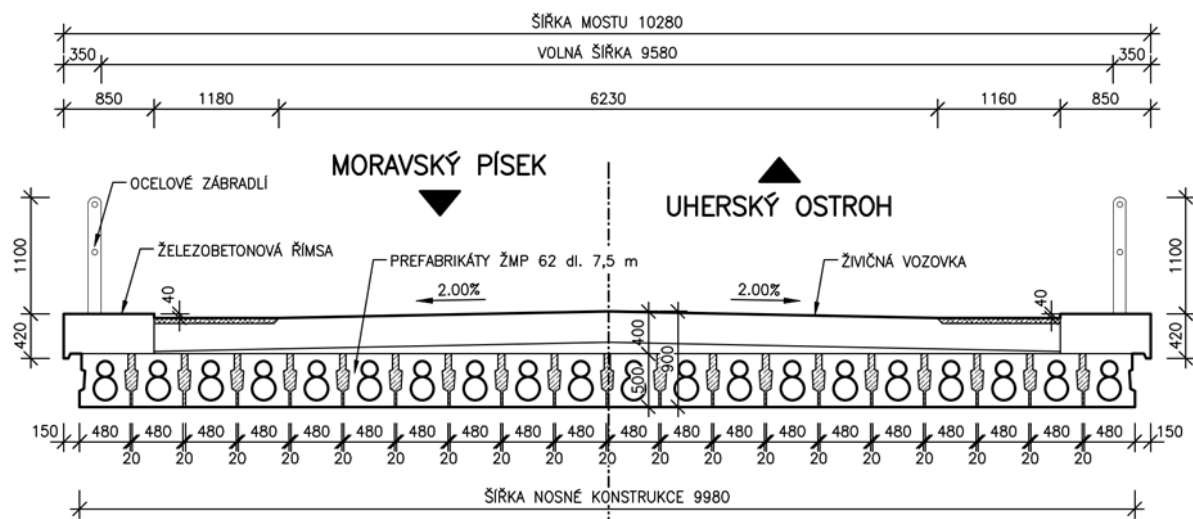 ŠÍŘKA MOSTU 10280
350 VOLNÁ ŠÍŘKA 9580 350
850 1180 6230 1160 850
MORAVSKÝ PÍSEK
UHERSKÝ OSTROH
OCELOVÉ ZÁBRADLÍ
ŽELEZOBETONOVÁ ŘÍMSA
PREFABRIKÁTY ŽMP 62 dl. 7,5 m
ŽIVIČNÁ VOZOVKA
1100
420
40
2.00%
2.00%
400
500
900
40
1100
420
150 480 480 480 480 480 480 480 480 480 480 480 480 480 480 480 480 480 480 480 480 150
20 20 20 20 20 20 20 20 20 20 20 20 20 20 20 20 20 20 20
ŠÍŘKA NOSNÉ KONSTRUKCE 9980